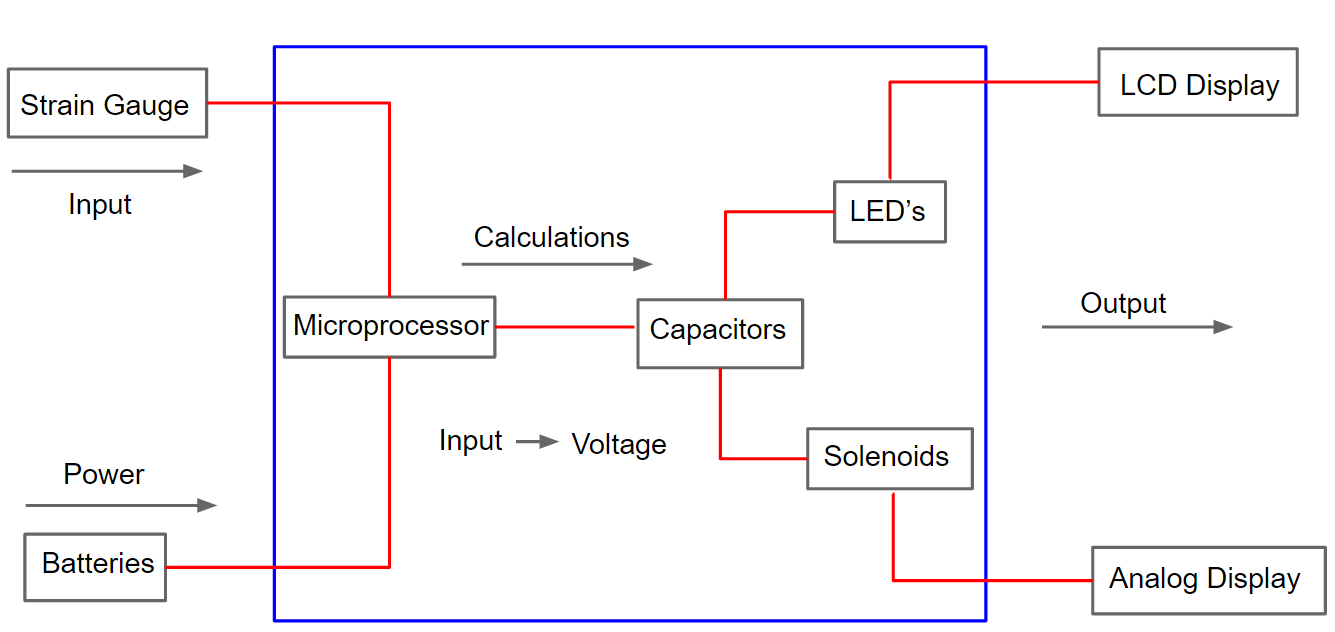 Strain Gauge
Input
LCD Display
LED’s
Calculations
Output
Microprocessor
Capacitors
Input
Voltage
Solenoids
Power
Batteries
Analog Display